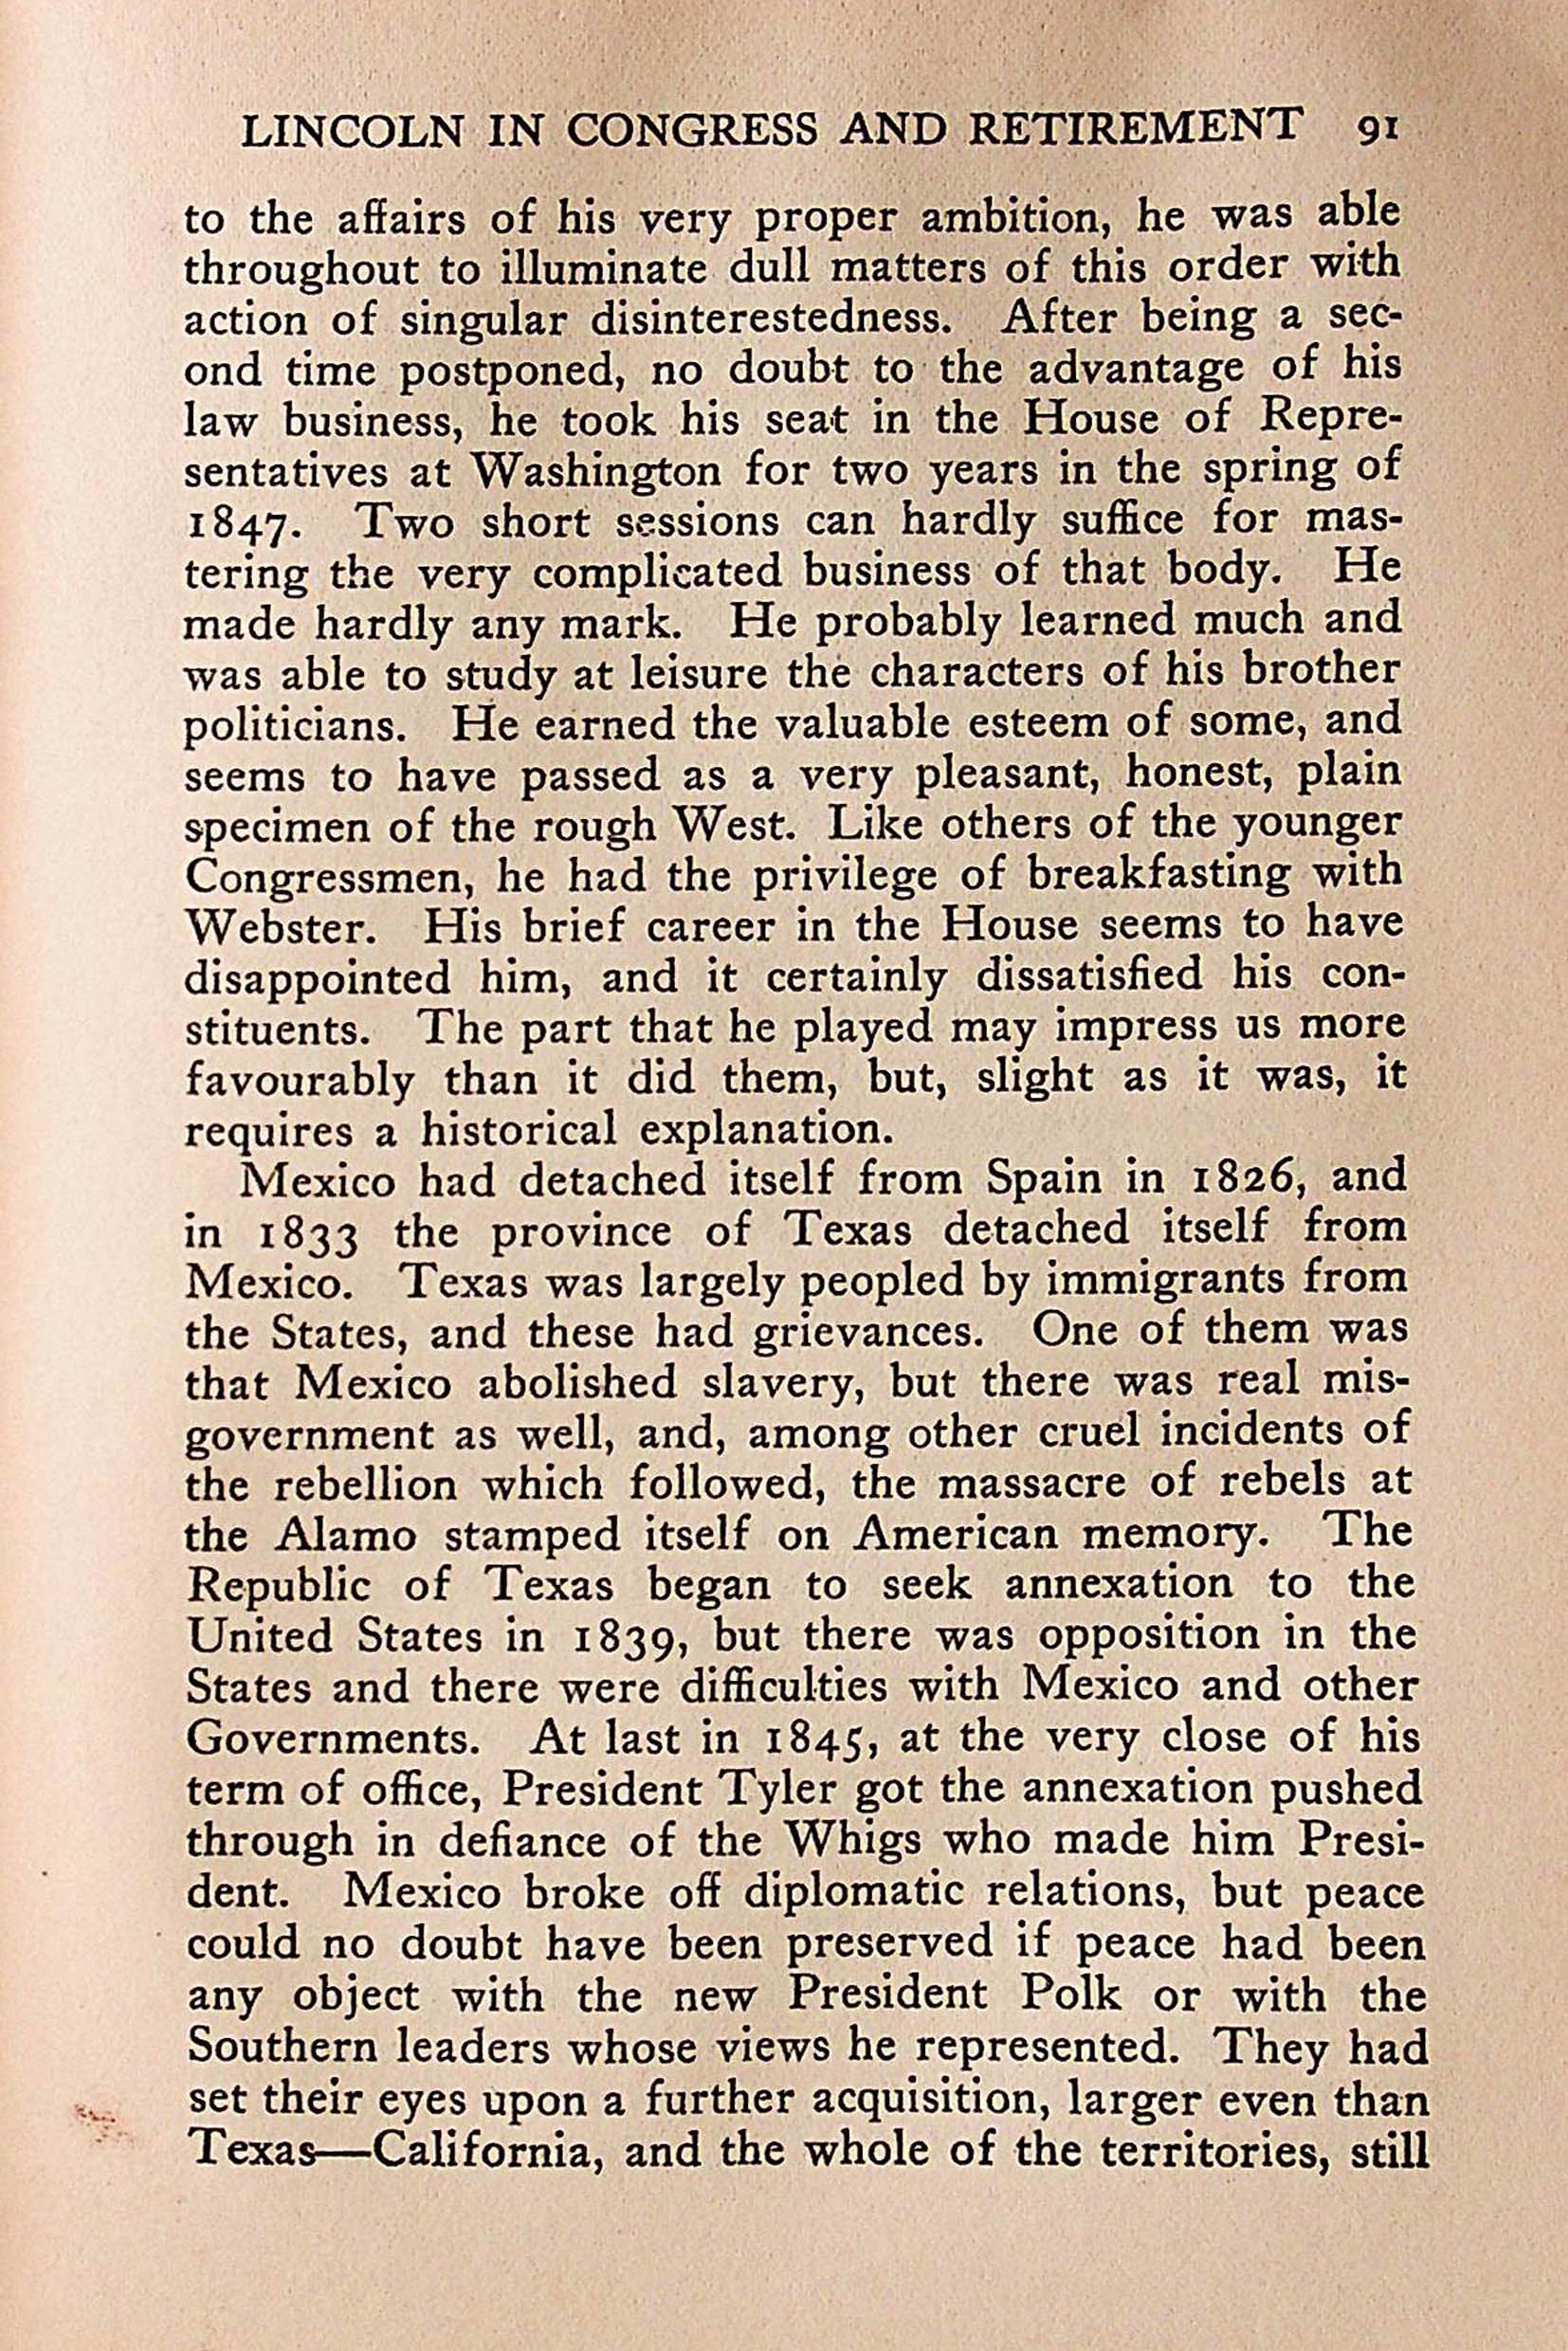 LINCOLN IN CONGRESS AND RETIREMENT 91
to the affairs of his very proper ambition, he was able
throughout to illuminate dull matters of this order with
action of singular disinterestedness. After being a sec-
ond time postponed, no doubt to the advantage of his
law business, he took his seat in the House of Repre-
sentatives at Washington for two years in the spring of
1847. Two short sessions can hardly suffice for mas-
tering the very complicated business of that body. He
made hardly any mark. He probably learned much and
was able to study at leisure the characters of his brother
politicians. He earned the valuable esteem of some, and
seems to have passed as a very pleasant, honest, plain
specimen of the rough West. Like others of the younger
Congressmen, he had the privilege of breakfasting with
Webster. His brief career in the House seems to have
disappointed him, and it certainly dissatisfied his con-
stituents. The part that he played may impress us more
favourably than it did them, but, slight as it was, it
requires a historical explanation.
Mexico had detached itself from Spain in 1826, and
in 1833 the province of Texas detached itself from
Mexico. Texas was largely peopled by immigrants from
the States, and these had grievances. One of them was
that Mexico abolished slavery, but there was real mis-
government as well, and, among other cruel incidents of
the rebellion which followed, the massacre of rebels at
the Alamo stamped itself on American memory. The
Republic of Texas began to seek annexation to the
United States in 1839, but there was opposition in the
States and there were difficulties with Mexico and other
Governments. At last in 1845, at the very close of his
term of office, President Tyler got the annexation pushed
through in defiance of the Whigs who made him Presi-
dent. Mexico broke off diplomatic relations, but peace
could no doubt have been preserved if peace had been
any object with the new President Polk or with the
Southern leaders whose views he represented. They had
set their eyes upon a further acquisition, larger even than
Texas—California, and the whole of the territories, still